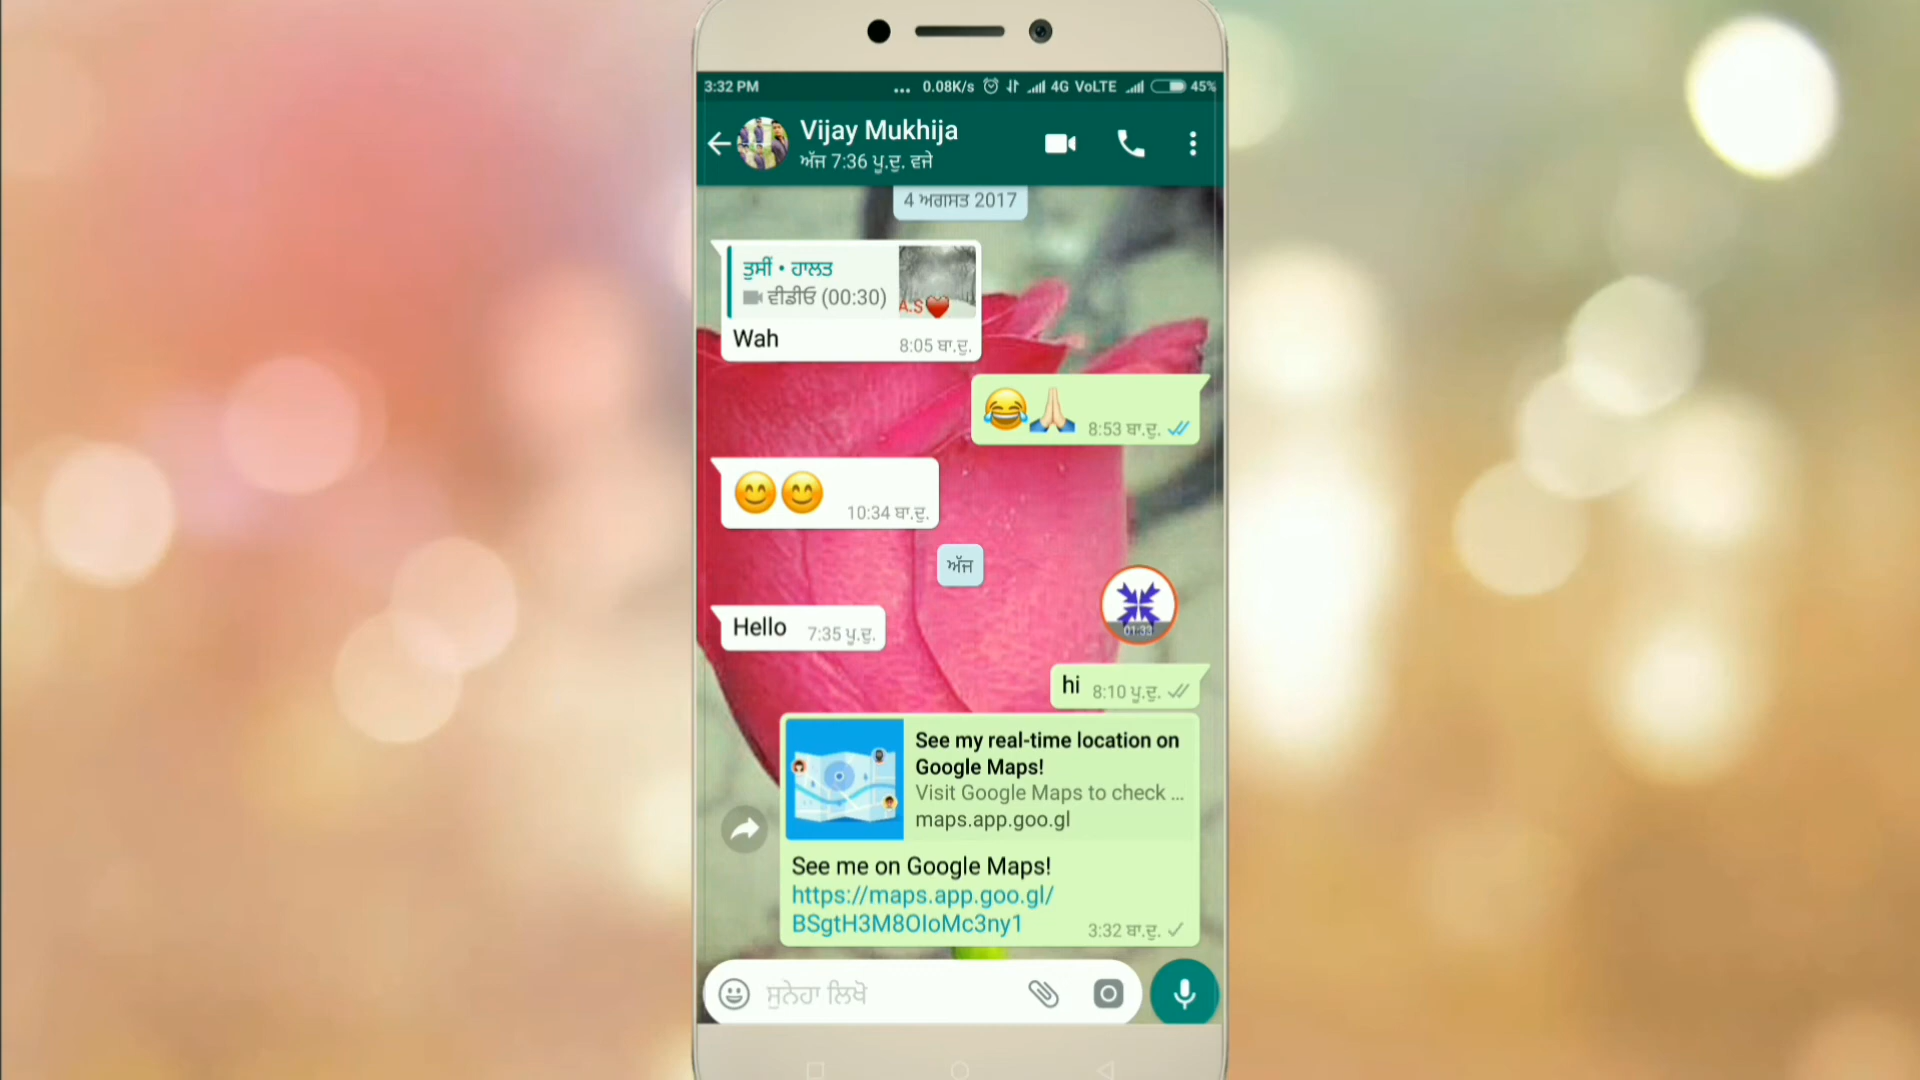 3:32 PM
... 0.08K/s 4G VoLTE 45%
Vijay Mukhija
ਅੱਜ 7:36 ਪੂ.ਦੁ. ਵਜੇ
4 ਅਗਸਤ 2017
ਤੁਸੀਂ • ਹਾਲਤ
ਵੀਡੀਓ (00:30)
A.S
Wah
8:05 ਬਾ.ਦੁ.
8:53 ਬਾ.ਦੁ.
10:34 ਬਾ.ਦੁ.
ਅੱਜ
01:33
Hello 7:35 ਪੂ.ਦੁ.
hi 8:10 ਪੂ.ਦੁ.
See my real-time location on
Google Maps!
Visit Google Maps to check ...
maps.app.goo.gl
See me on Google Maps!
https://maps.app.goo.gl/
BSgtH3M8OIoMc3ny1
3:32 ਬਾ.ਦੁ.
ਸੁਨੇਹਾ ਲਿਖੋ